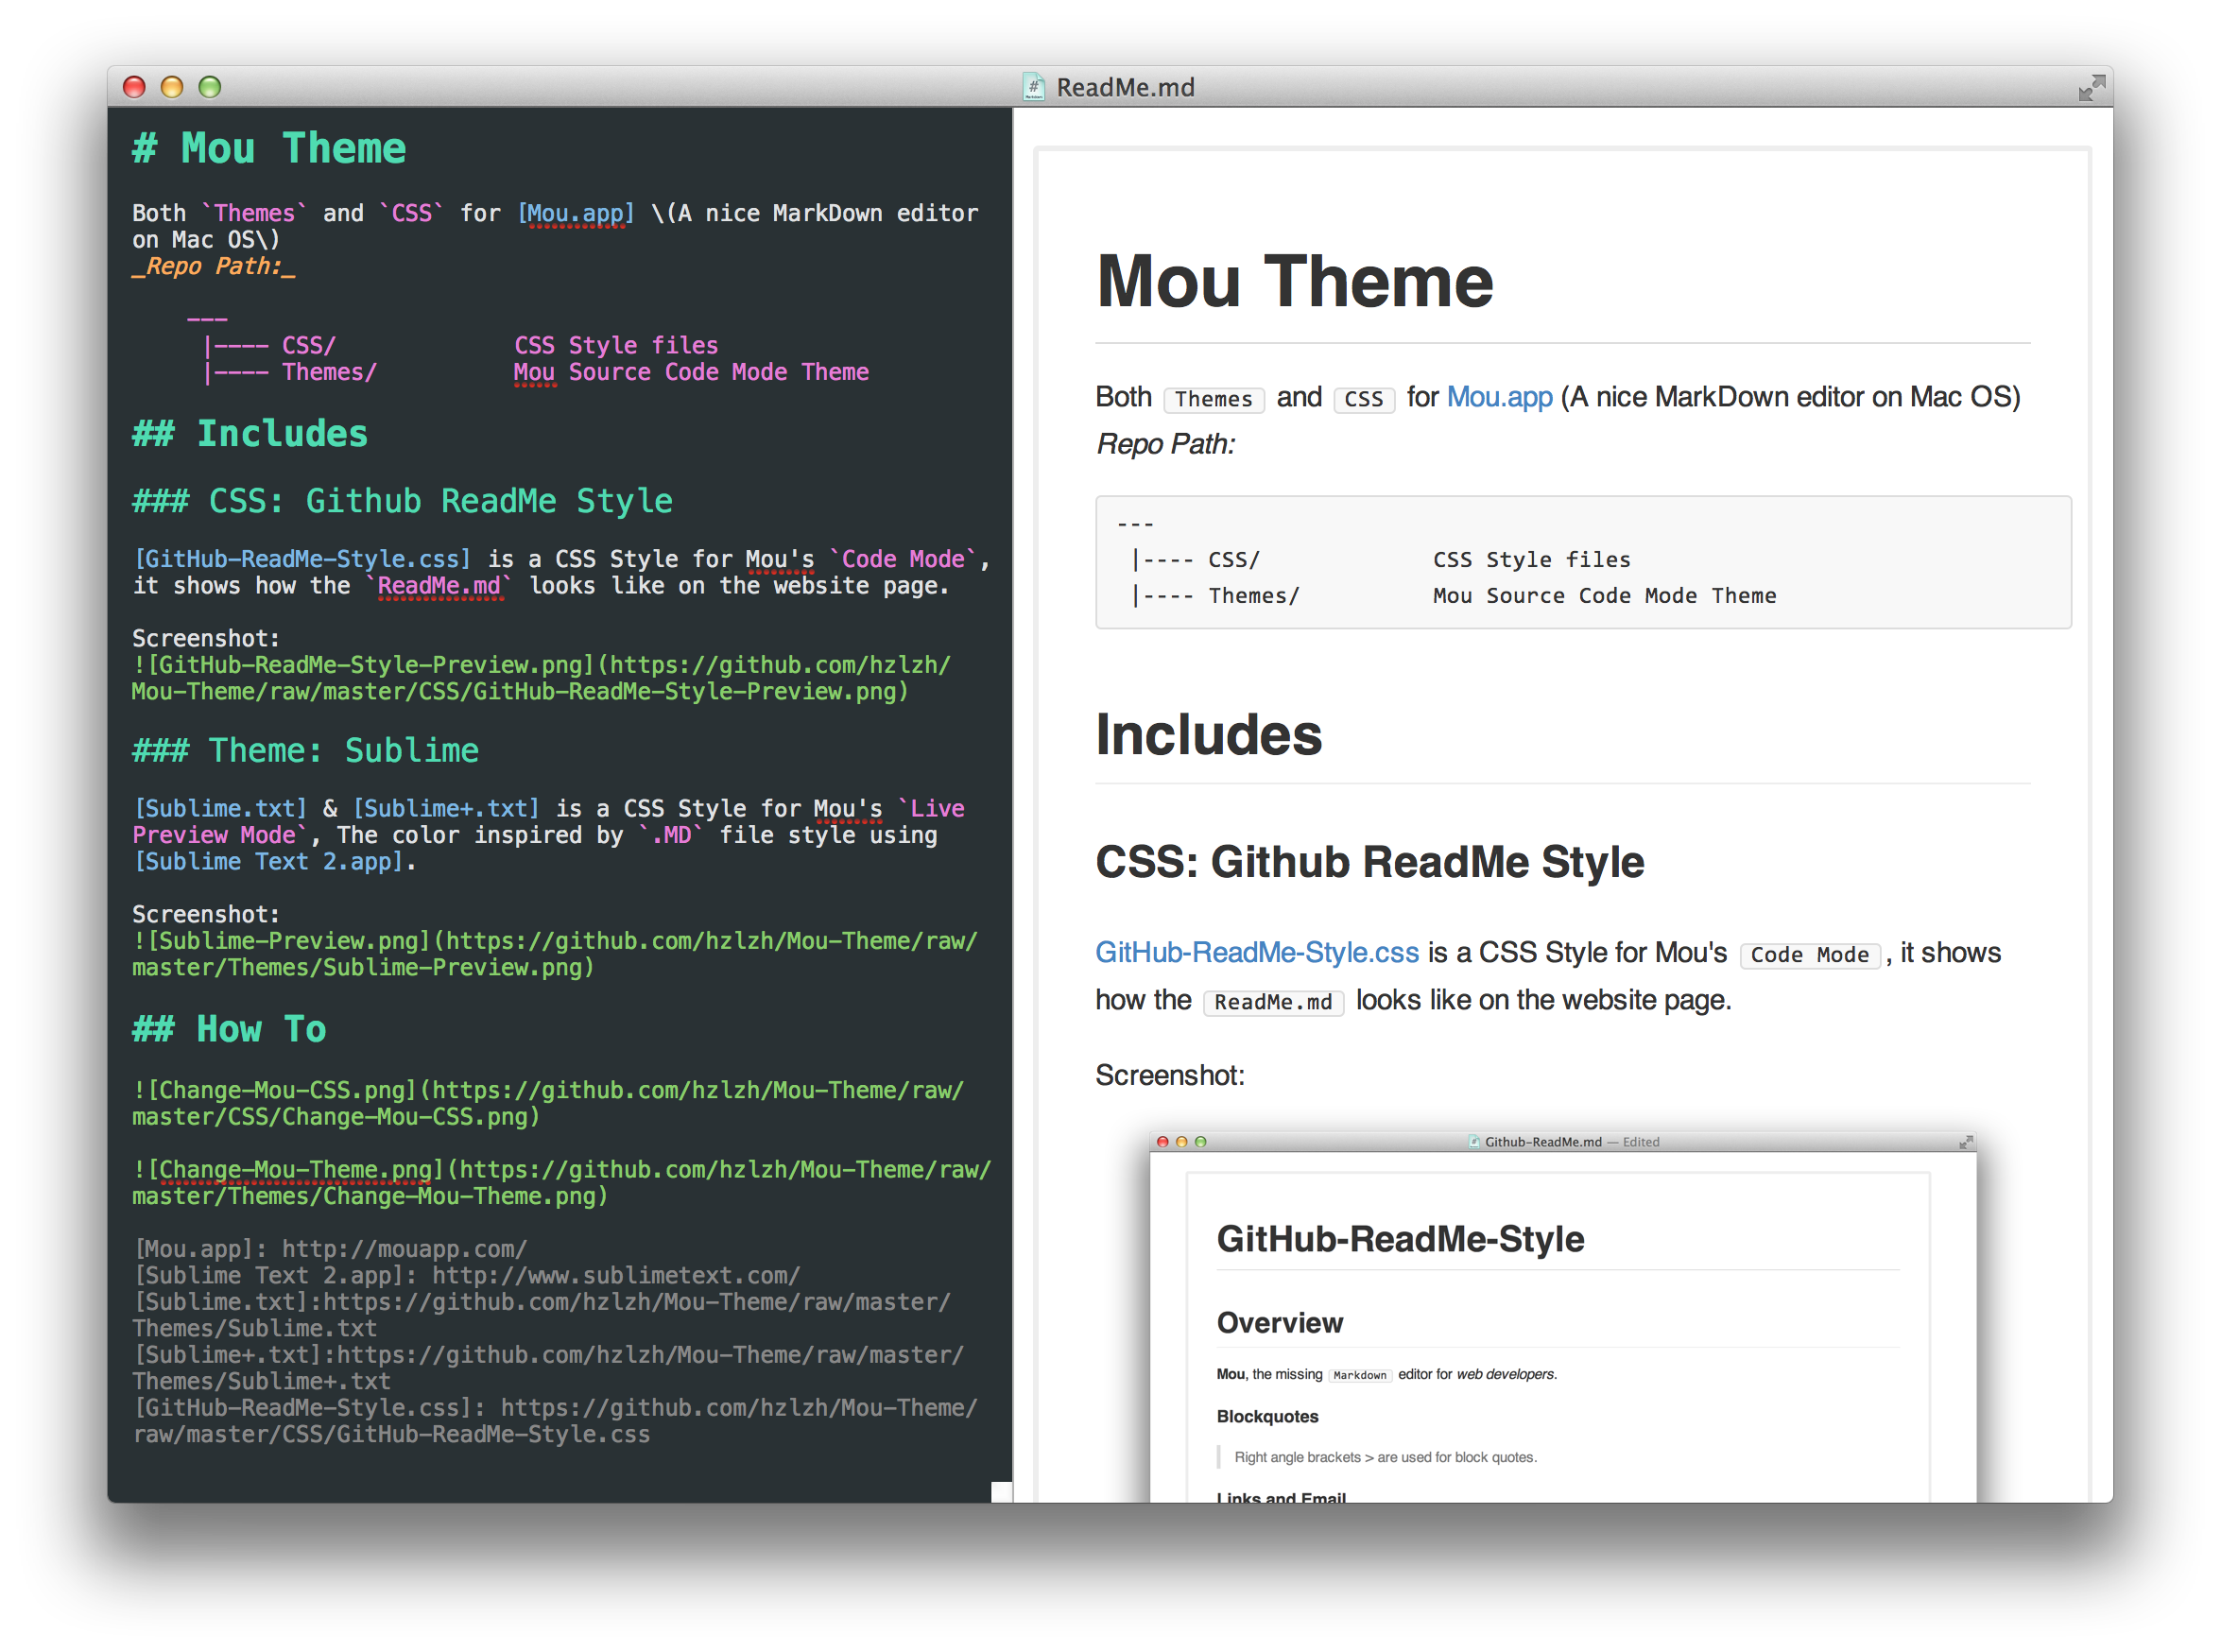 ReadMe.md
# Mou Theme
Both `Themes` and `CSS` for [Mou.app] \(A nice MarkDown editor
on Mac OS\)
_Repo Path:_
---
|---- CSS/             CSS Style files
|---- Themes/          Mou Source Code Mode Theme
## Includes
### CSS: Github ReadMe Style
[GitHub-ReadMe-Style.css] is a CSS Style for Mou's `Code Mode`,
it shows how the `ReadMe.md` looks like on the website page.
Screenshot:
![GitHub-ReadMe-Style-Preview.png](https://github.com/hzlzh/
Mou-Theme/raw/master/CSS/GitHub-ReadMe-Style-Preview.png)
### Theme: Sublime
[Sublime.txt] & [Sublime+.txt] is a CSS Style for Mou's `Live
Preview Mode`, The color inspired by `.MD` file style using
[Sublime Text 2.app].
Screenshot:
![Sublime-Preview.png](https://github.com/hzlzh/Mou-Theme/raw/
master/Themes/Sublime-Preview.png)
## How To
![Change-Mou-CSS.png](https://github.com/hzlzh/Mou-Theme/raw/
master/CSS/Change-Mou-CSS.png)
![Change-Mou-Theme.png](https://github.com/hzlzh/Mou-Theme/raw/
master/Themes/Change-Mou-Theme.png)
[Mou.app]: http://mouapp.com/
[Sublime Text 2.app]: http://www.sublimetext.com/
[Sublime.txt]:https://github.com/hzlzh/Mou-Theme/raw/master/
Themes/Sublime.txt
[Sublime+.txt]:https://github.com/hzlzh/Mou-Theme/raw/master/
Themes/Sublime+.txt
[GitHub-ReadMe-Style.css]: https://github.com/hzlzh/Mou-Theme/
raw/master/CSS/GitHub-ReadMe-Style.css
Mou Theme
Both Themes and CSS for Mou.app (A nice MarkDown editor on Mac OS)
Repo Path:
---
|---- CSS/             CSS Style files
|---- Themes/          Mou Source Code Mode Theme
Includes
CSS: Github ReadMe Style
GitHub-ReadMe-Style.css is a CSS Style for Mou's Code Mode, it shows
how the ReadMe.md looks like on the website page.
Screenshot:
Github-ReadMe.md — Edited
GitHub-ReadMe-Style
Overview
Mou, the missing Markdown editor for web developers.
Blockquotes
Right angle brackets > are used for block quotes.
Links and Email